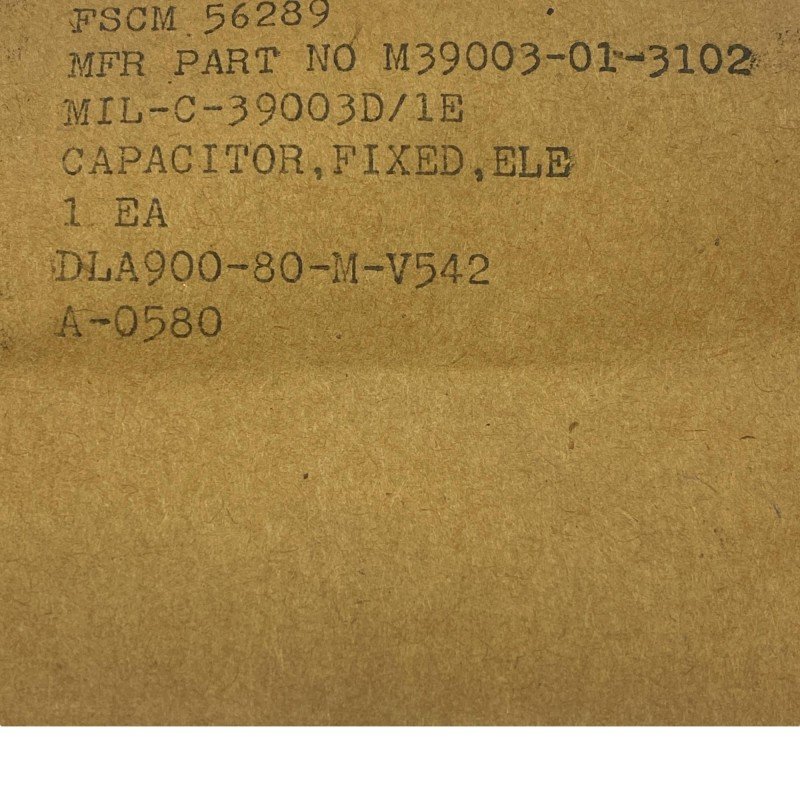 FSCM 56289
MFR PART NO M39003-01-3102
MIL-C-39003D/1E
CAPACITOR,FIXED,ELE
1 EA
DLA900-80-M-V542
A-0580